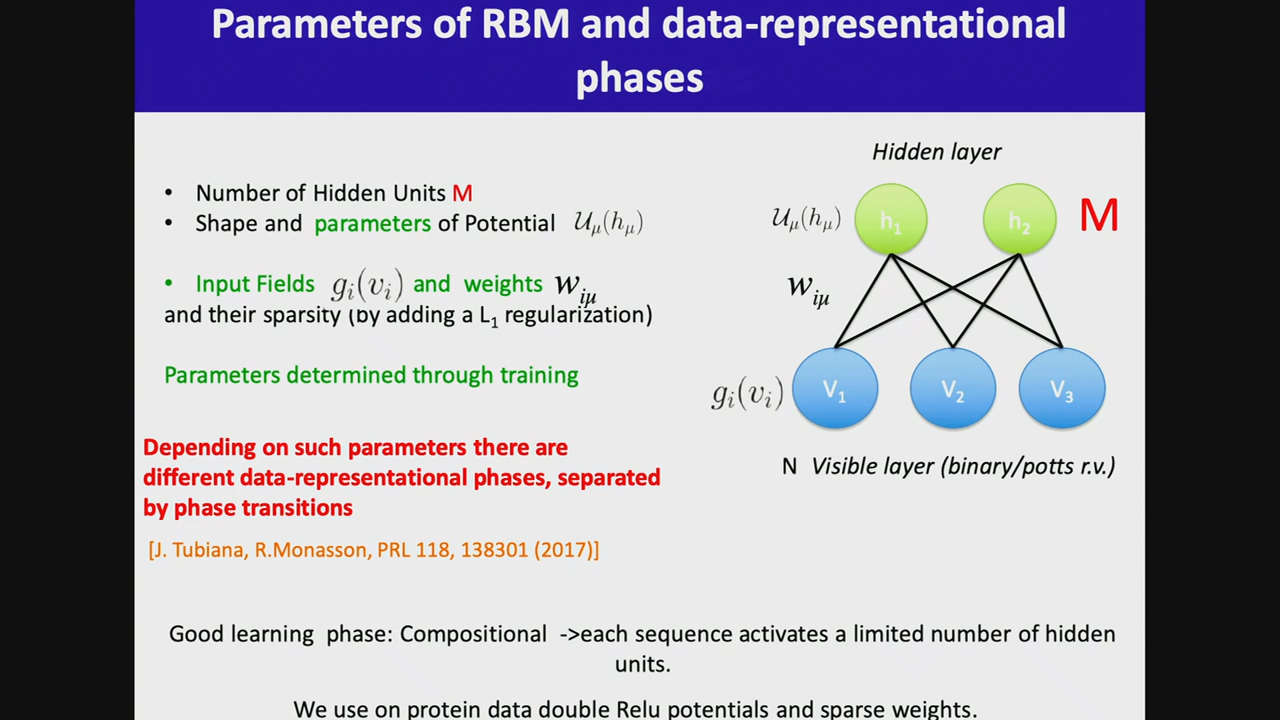 Parameters of RBM and data-representational
phases
• Number of Hidden Units M
• Shape and parameters of Potential 𝒰μ(hμ)
• Input Fields gᵢ(vᵢ) and weights wᵢμ
and their sparsity (by adding a L₁ regularization)
Parameters determined through training
Depending on such parameters there are
different data-representational phases, separated
by phase transitions
[J. Tubiana, R.Monasson, PRL 118, 138301 (2017)]
Hidden layer
𝒰μ(hμ) h₁ h₂ M
wᵢμ
gᵢ(vᵢ) V₁ V₂ V₃
N Visible layer (binary/potts r.v.)
Good learning phase: Compositional ->each sequence activates a limited number of hidden
units.
We use on protein data double Relu potentials and sparse weights.